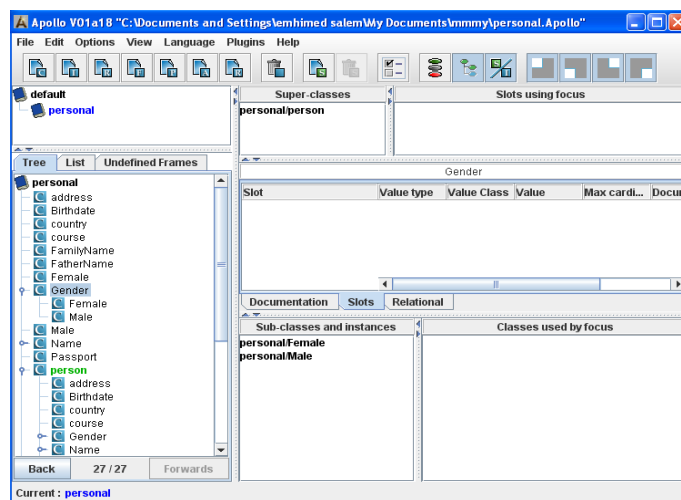 Apollo V01a18 "C:\Documents and Settings\emhimed salem\My Documents\mmmy\personal.Apollo"
File Edit Options View Language Plugins Help
default
personal
Super-classes
personal/person
Slots using focus
Tree List Undefined Frames
personal
address
Birthdate
country
course
FamilyName
FatherName
Female
Gender
Female
Male
Male
Name
Passport
person
address
Birthdate
country
course
Gender
Name
Back 27 / 27 Forwards
Gender
Slot Value type Value Class Value Max cardi... Docu
Documentation Slots Relational
Sub-classes and instances
personal/Female
personal/Male
Classes used by focus
Current : personal